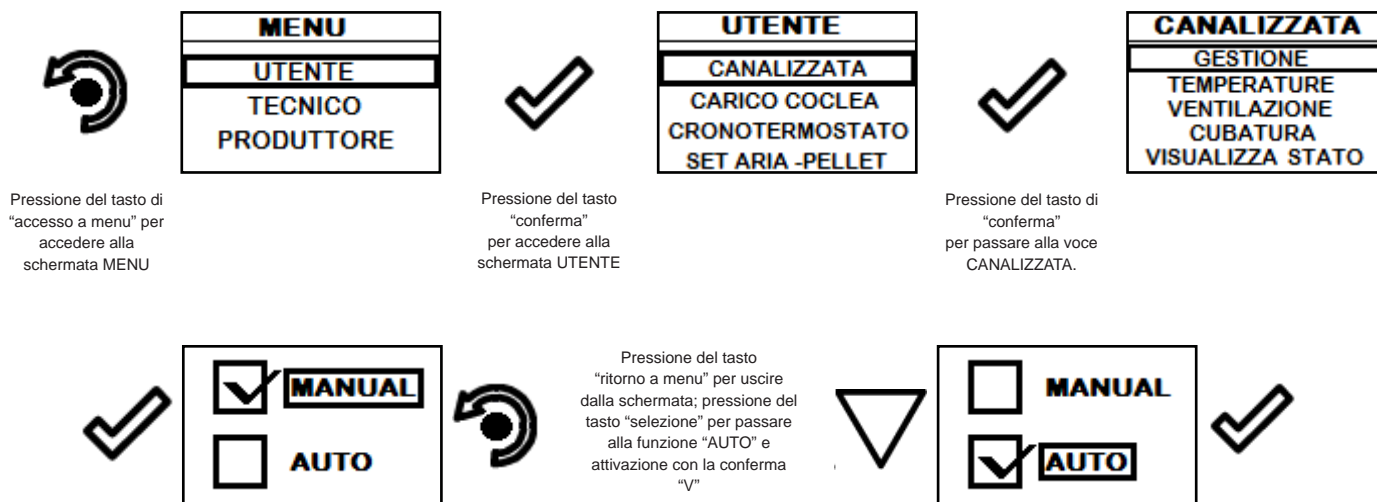 MENU
UTENTE
TECNICO
PRODUTTORE
UTENTE
CANALIZZATA
CARICO COCLEA
CRONOTERMOSTATO
SET ARIA -PELLET
CANALIZZATA
GESTIONE
TEMPERATURE
VENTILAZIONE
CUBATURA
VISUALIZZA STATO
Pressione del tasto di
“accesso a menu” per
accedere alla
schermata MENU
Pressione del tasto
“conferma”
per accedere alla
schermata UTENTE
Pressione del tasto di
“conferma”
per passare alla voce
CANALIZZATA.
MANUAL
AUTO
Pressione del tasto
“ritorno a menu” per uscire
dalla schermata; pressione del
tasto “selezione” per passare
alla funzione “AUTO” e
attivazione con la conferma
“V”
MANUAL
AUTO